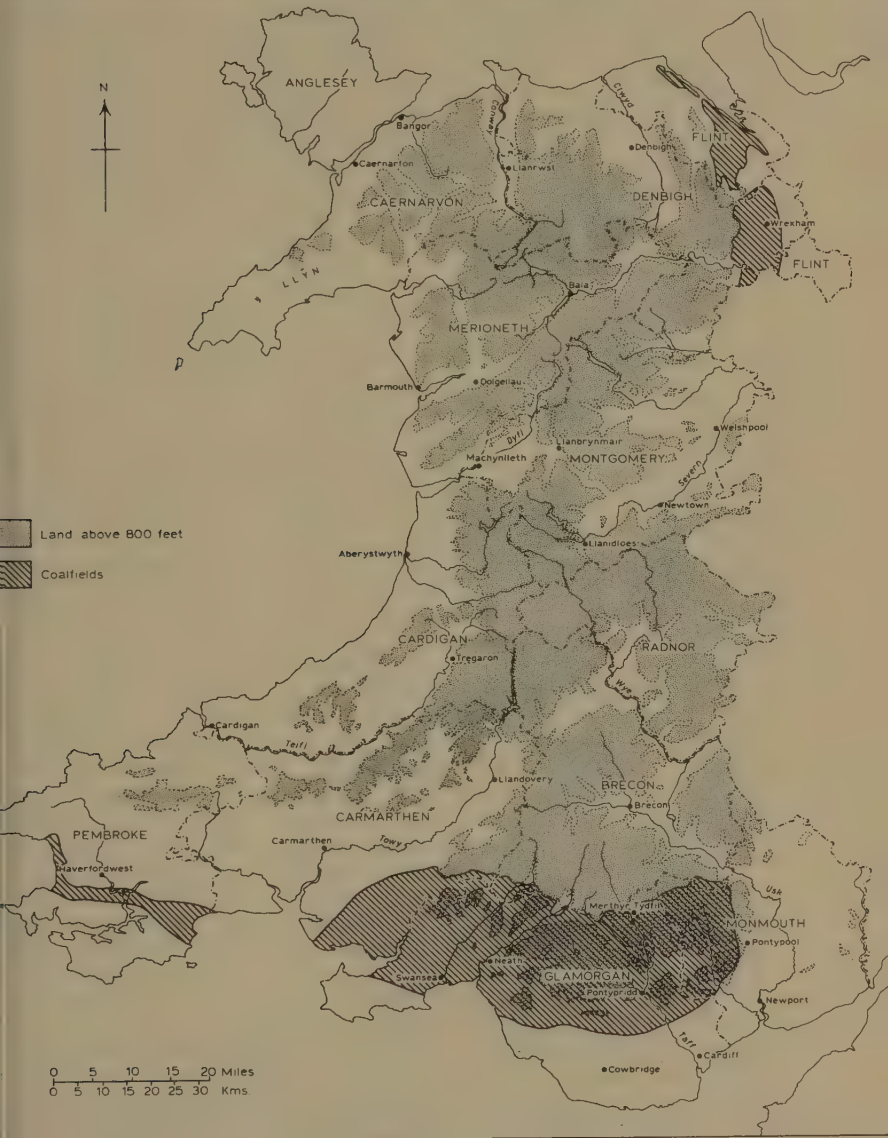 N
ANGLESEY
Bangor
Caernarfon
CAERNARVON
Conway
Llanrwst
Clwyd
Denbigh
DENBIGH
FLINT
Wrexham
FLINT
LLŶN
Bala
MERIONETH
Barmouth
Dolgellau
Dyfi
Llanbrynmair
Machynlleth
MONTGOMERY
Welshpool
Severn
Newtown
Land above 800 feet
Coalfields
Aberystwyth
Llanidloes
CARDIGAN
Tregaron
RADNOR
Wye
Cardigan
Teifi
Llandovery
BRECON
Brecon
CARMARTHEN
Carmarthen
Towy
PEMBROKE
Haverfordwest
Usk
Merthyr Tydfil
MONMOUTH
Pontypool
Neath
Swansea
GLAMORGAN
Pontypridd
Newport
Taff
Cardiff
Cowbridge
0 5 10 15 20 Miles
0 5 10 15 20 25 30 Kms